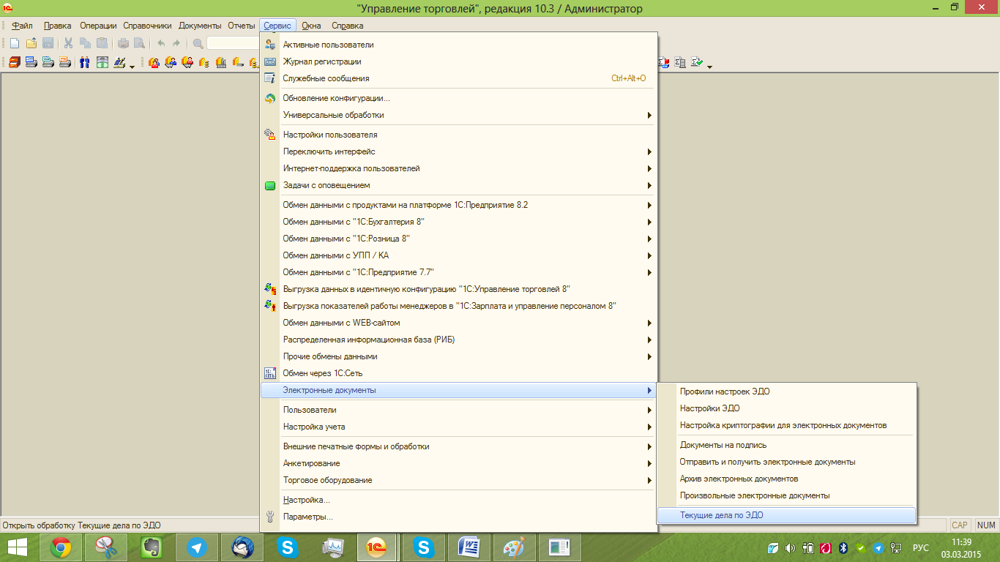 "Управление торговлей", редакция 10.3 / Администратор
Файл Правка Операции Справочники Документы Отчеты Сервис Окна Справка
Активные пользователи
Журнал регистрации
Служебные сообщения Ctrl+Alt+O
Обновление конфигурации...
Универсальные обработки
Настройки пользователя
Переключить интерфейс
Интернет-поддержка пользователей
Задачи с оповещением
Обмен данными с продуктами на платформе 1С:Предприятие 8.2
Обмен данными с "1С:Бухгалтерия 8"
Обмен данными с "1С:Розница 8"
Обмен данными с УПП / КА
Обмен данными с "1С:Предприятие 7.7"
Выгрузка данных в идентичную конфигурацию "1С:Управление торговлей 8"
Выгрузка показателей работы менеджеров в "1С:Зарплата и управление персоналом 8"
Обмен данными с WEB-сайтом
Распределенная информационная база (РИБ)
Прочие обмены данными
Обмен через 1С:Сеть
Электронные документы
Пользователи
Настройка учета
Внешние печатные формы и обработки
Анкетирование
Торговое оборудование
Настройка...
Параметры...
Профили настроек ЭДО
Настройки ЭДО
Настройка криптографии для электронных документов
Документы на подпись
Отправить и получить электронные документы
Архив электронных документов
Произвольные электронные документы
Текущие дела по ЭДО
Открыть обработку Текущие дела по ЭДО
CAP NUM
РУС
11:39
03.03.2015